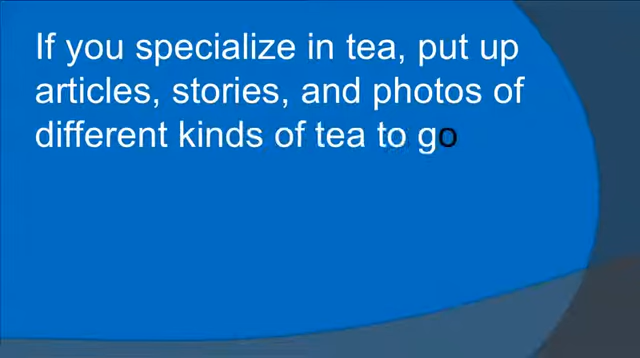 If you specialize in tea, put up
articles, stories, and photos of
different kinds of tea to go